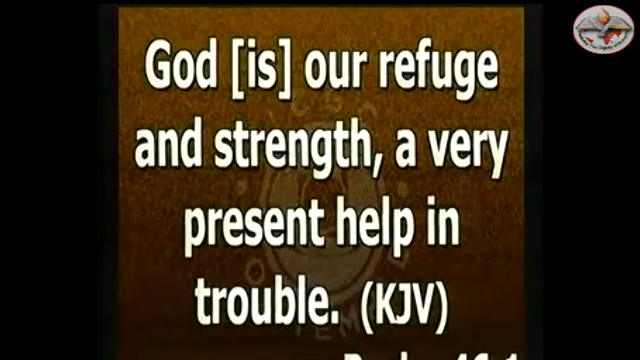 God [is] our refuge
and strength, a very
present help in
trouble. (KJV)